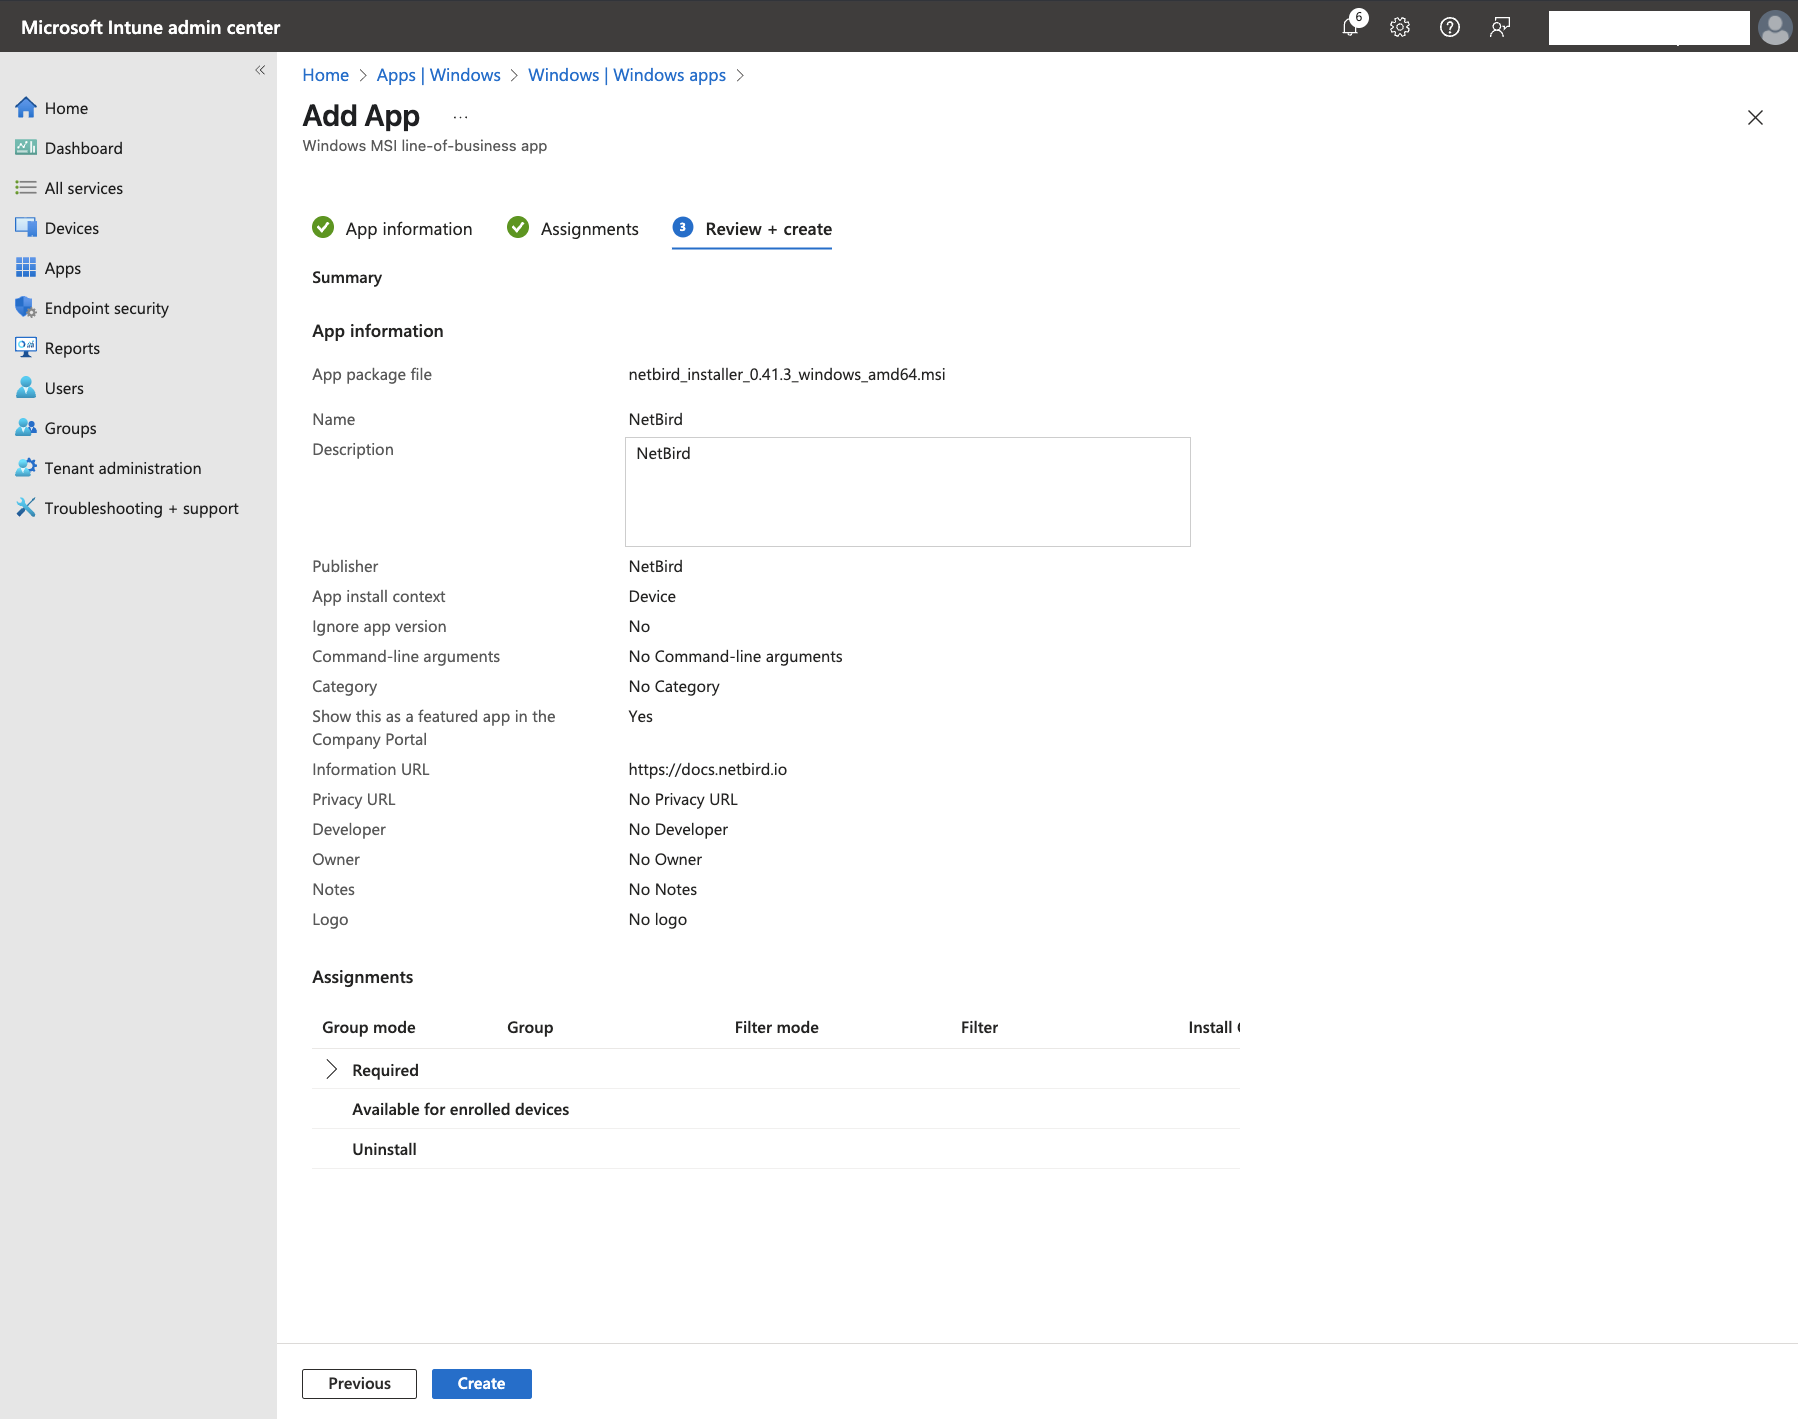 Microsoft Intune admin center
6
Home
Dashboard
All services
Devices
Apps
Endpoint security
Reports
Users
Groups
Tenant administration
Troubleshooting + support
Home > Apps | Windows > Windows | Windows apps >
Add App ...
Windows MSI line-of-business app
App information
Assignments
3 Review + create
Summary
App information
App package file netbird_installer_0.41.3_windows_amd64.msi
Name NetBird
Description NetBird
Publisher NetBird
App install context Device
Ignore app version No
Command-line arguments No Command-line arguments
Category No Category
Show this as a featured app in the Yes
Company Portal
Information URL https://docs.netbird.io
Privacy URL No Privacy URL
Developer No Developer
Owner No Owner
Notes No Notes
Logo No logo
Assignments
Group mode Group Filter mode Filter Install
Required
Available for enrolled devices
Uninstall
Previous Create